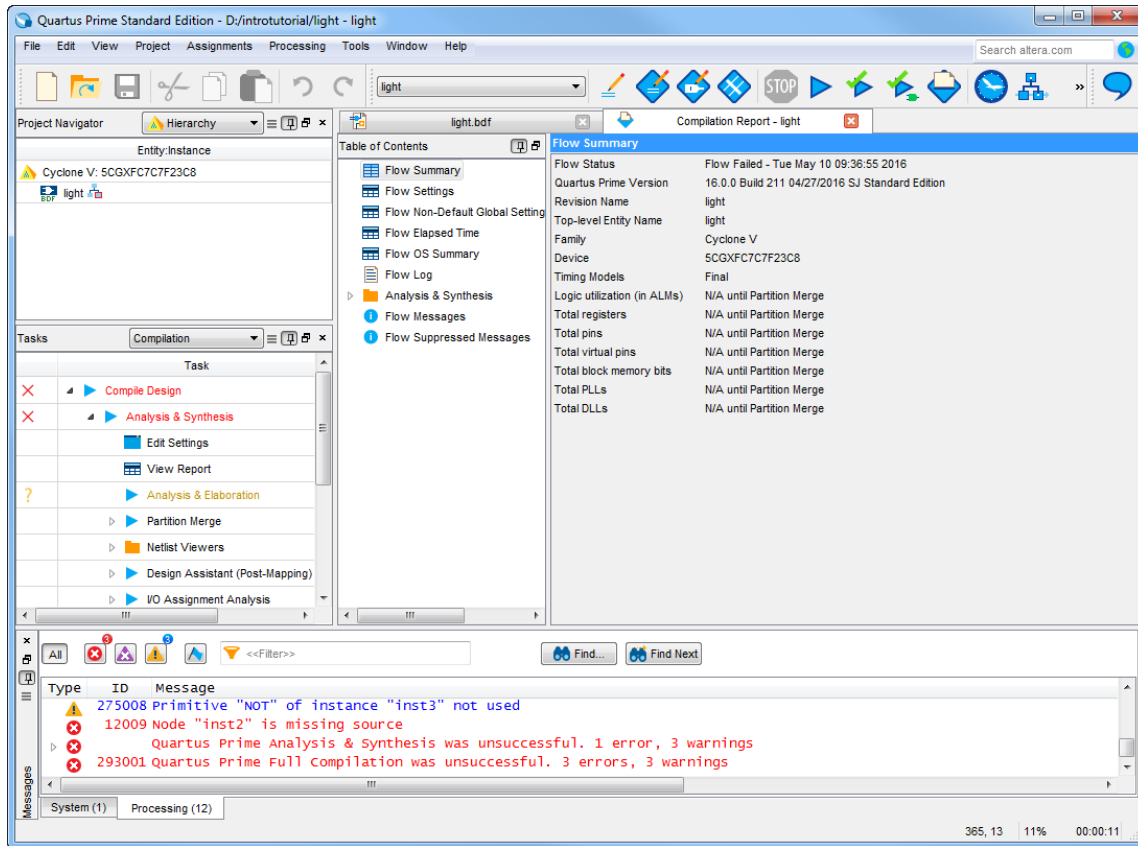 Quartus Prime Standard Edition - D:/introtutorial/light - light
File Edit View Project Assignments Processing Tools Window Help
Search altera.com
light
STOP
»
Project Navigator
Hierarchy
Entity:Instance
Cyclone V: 5CGXFC7C7F23C8
BDF light
light.bdf
Compilation Report - light
Table of Contents
Flow Summary
Flow Settings
Flow Non-Default Global Setting
Flow Elapsed Time
Flow OS Summary
Flow Log
Analysis & Synthesis
Flow Messages
Flow Suppressed Messages
Flow Summary
Flow Status Flow Failed - Tue May 10 09:36:55 2016
Quartus Prime Version 16.0.0 Build 211 04/27/2016 SJ Standard Edition
Revision Name light
Top-level Entity Name light
Family Cyclone V
Device 5CGXFC7C7F23C8
Timing Models Final
Logic utilization (in ALMs) N/A until Partition Merge
Total registers N/A until Partition Merge
Total pins N/A until Partition Merge
Total virtual pins N/A until Partition Merge
Total block memory bits N/A until Partition Merge
Total PLLs N/A until Partition Merge
Total DLLs N/A until Partition Merge
Tasks
Compilation
Task
Compile Design
Analysis & Synthesis
Edit Settings
View Report
? Analysis & Elaboration
Partition Merge
Netlist Viewers
Design Assistant (Post-Mapping)
I/O Assignment Analysis
All
3
3
<<Filter>>
Find...
Find Next
Type ID Message
275008 Primitive "NOT" of instance "inst3" not used
12009 Node "inst2" is missing source
Quartus Prime Analysis & Synthesis was unsuccessful. 1 error, 3 warnings
293001 Quartus Prime Full Compilation was unsuccessful. 3 errors, 3 warnings
Messages
System (1)
Processing (12)
365, 13 11% 00:00:11